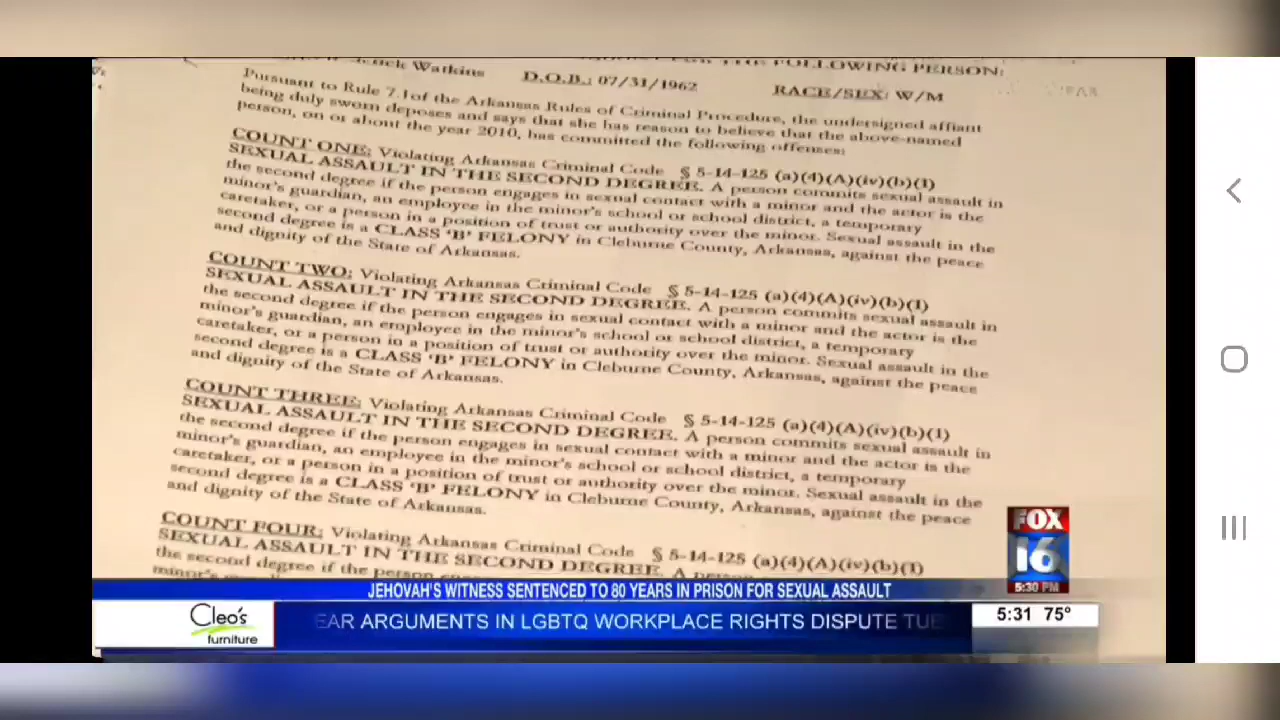 Watkins D.O.B.: 07/31/1962 RACE/SEX: W/M
FOLLOWING PERSON:
Pursuant to Rule 7.1of the Arkansas Rules of Criminal Procedure, the undersigned affiant
being duly sworn deposes and says that she has reason to believe that the above-named
person, on or about the year 2010, has committed the following offenses:
COUNT ONE: Violating Arkansas Criminal Code § 5-14-125 (a)(4)(A)(iv)(b)(1)
SEXUAL ASSAULT IN THE SECOND DEGREE. A person commits sexual assault in
the second degree if the person engages in sexual contact with a minor and the actor is the
minor's guardian, an employee in the minor's school or school district, a temporary
caretaker, or a person in a position of trust or authority over the minor. Sexual assault in the
second degree is a CLASS 'B' FELONY in Cleburne County, Arkansas, against the peace
and dignity of the State of Arkansas.
COUNT TWO: Violating Arkansas Criminal Code § 5-14-125 (a)(4)(A)(iv)(b)(1)
SEXUAL ASSAULT IN THE SECOND DEGREE. A person commits sexual assault in
the second degree if the person engages in sexual contact with a minor and the actor is the
minor's guardian, an employee in the minor's school or school district, a temporary
caretaker, or a person in a position of trust or authority over the minor. Sexual assault in the
second degree is a CLASS 'B' FELONY in Cleburne County, Arkansas, against the peace
and dignity of the State of Arkansas.
COUNT THREE: Violating Arkansas Criminal Code § 5-14-125 (a)(4)(A)(iv)(b)(1)
SEXUAL ASSAULT IN THE SECOND DEGREE. A person commits sexual assault in
the second degree if the person engages in sexual contact with a minor and the actor is the
minor's guardian, an employee in the minor's school or school district, a temporary
caretaker, or a person in a position of trust or authority over the minor. Sexual assault in the
second degree is a CLASS 'B' FELONY in Cleburne County, Arkansas, against the peace
and dignity of the State of Arkansas.
COUNT FOUR: Violating Arkansas Criminal Code § 5-14-125 (a)(4)(A)(iv)(b)(1)
SEXUAL ASSAULT IN THE SECOND DEGREE. A
the second degree if the person
minor's
FOX
16
5:30 PM
JEHOVAH'S WITNESS SENTENCED TO 80 YEARS IN PRISON FOR SEXUAL ASSAULT
Cleo's
furniture
EAR ARGUMENTS IN LGBTQ WORKPLACE RIGHTS DISPUTE TUE
5:31 75°